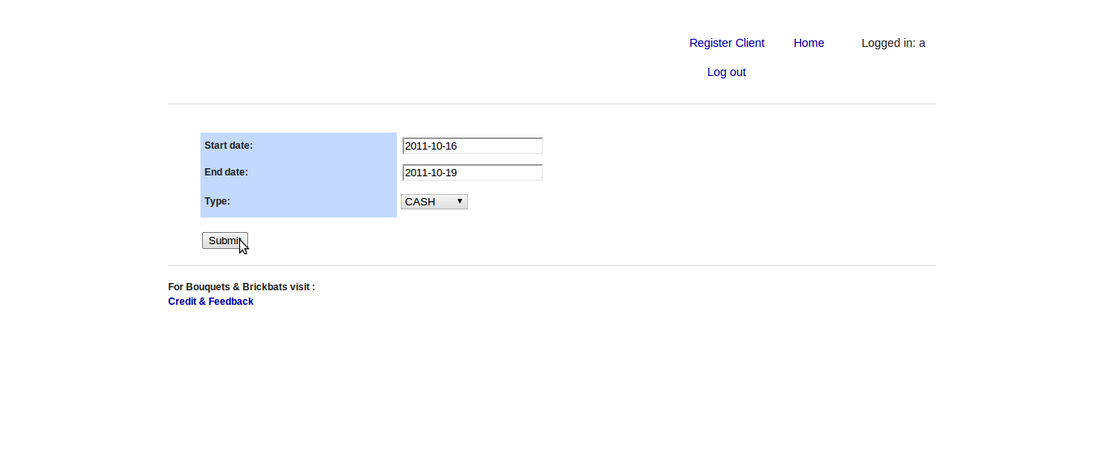 Register Client Home Logged in: a
Log out
Start date: 2011-10-16
End date: 2011-10-19
Type: CASH
Submit
For Bouquets & Brickbats visit :
Credit & Feedback